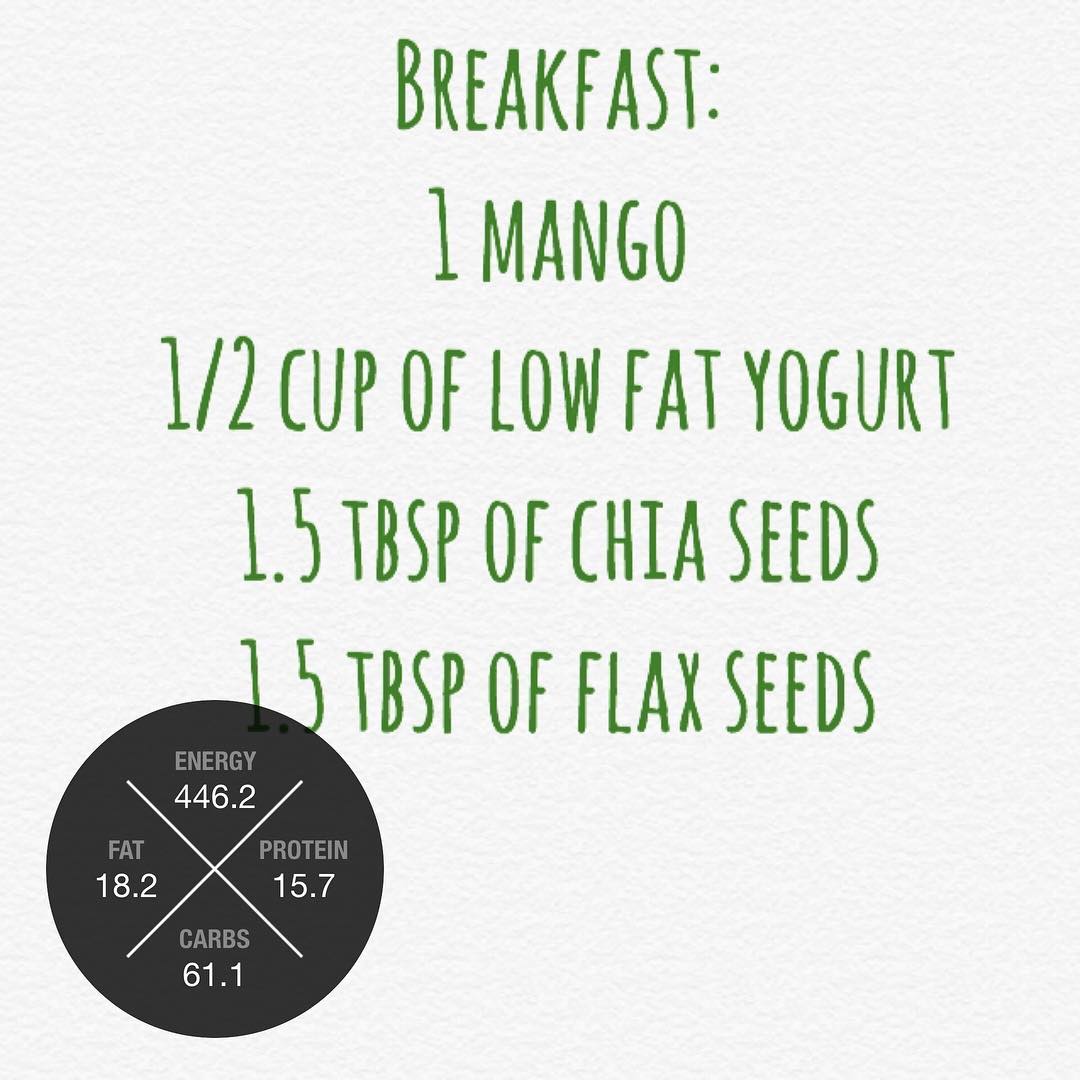 BREAKFAST:
1 MANGO
1/2 CUP OF LOW FAT YOGURT
1.5 TBSP OF CHIA SEEDS
1.5 TBSP OF FLAX SEEDS
ENERGY
446.2
FAT
18.2
PROTEIN
15.7
CARBS
61.1